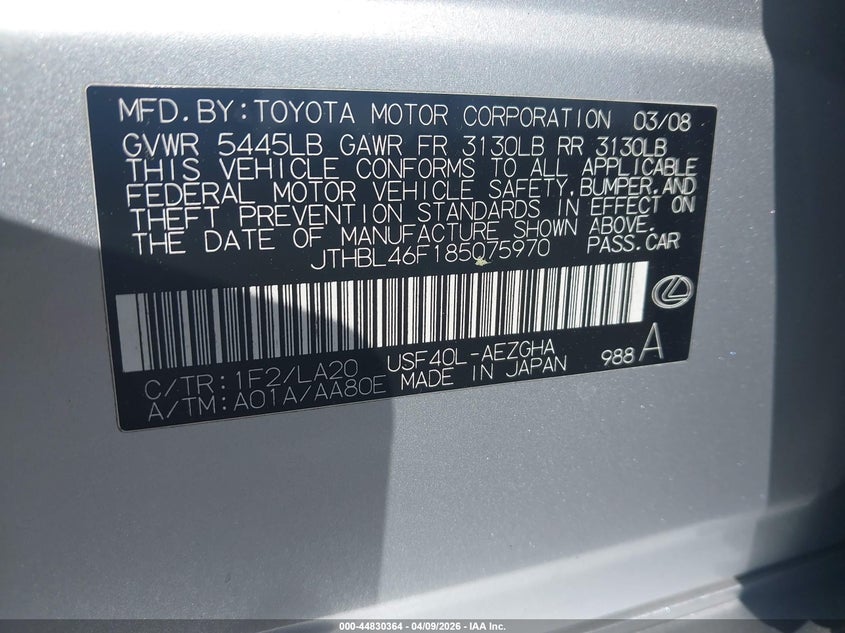 MFD.BY:TOYOTA MOTOR CORPORATION 03/08
GVWR 5445LB GAWR FR 3130LB RR 3130LB
THIS VEHICLE CONFORMS TO ALL APPLICABLE
FEDERAL MOTOR VEHICLE SAFETY,BUMPER,AND
THEFT PREVENTION STANDARDS IN EFFECT ON
THE DATE OF MANUFACTURE SHOWN ABOVE.
JTHBL46F185075970 PASS.CAR
C/TR:1F2/LA20 USF40L-AEZGHA 988 A
A/TM:A01A/AA80E MADE IN JAPAN
000-44830364 - 04/09/2026 - IAA Inc.